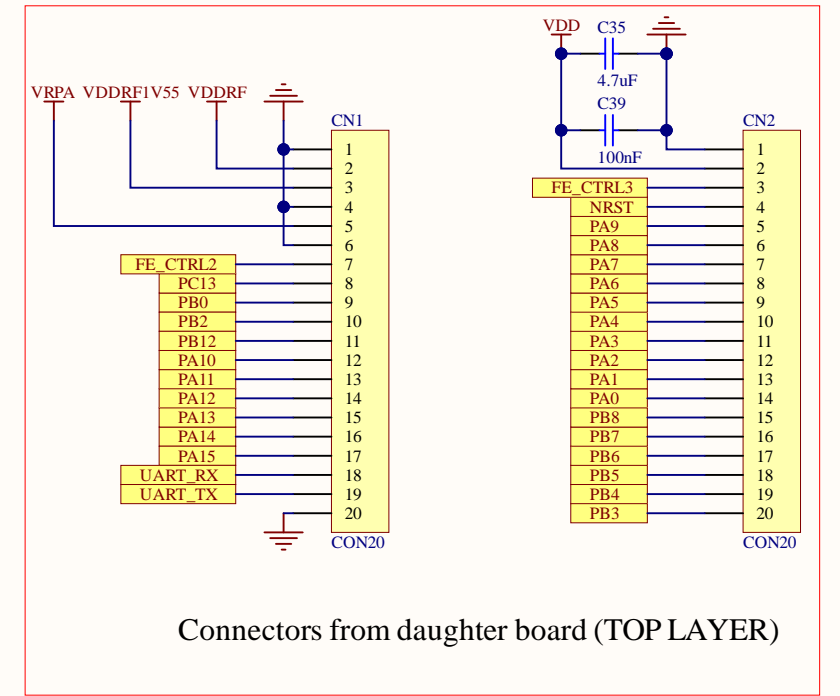 VDD C35
4.7uF
C39
100nF
VRPA VDDRF1V55 VDDRF
CN1
1
2
3
4
5
6
FE_CTRL2 7
PC13 8
PB0 9
PB2 10
PB12 11
PA10 12
PA11 13
PA12 14
PA13 15
PA14 16
PA15 17
UART_RX 18
UART_TX 19
20
CON20
CN2
1
2
FE_CTRL3 3
NRST 4
PA9 5
PA8 6
PA7 7
PA6 8
PA5 9
PA4 10
PA3 11
PA2 12
PA1 13
PA0 14
PB8 15
PB7 16
PB6 17
PB5 18
PB4 19
PB3 20
CON20
Connectors from daughter board (TOP LAYER)